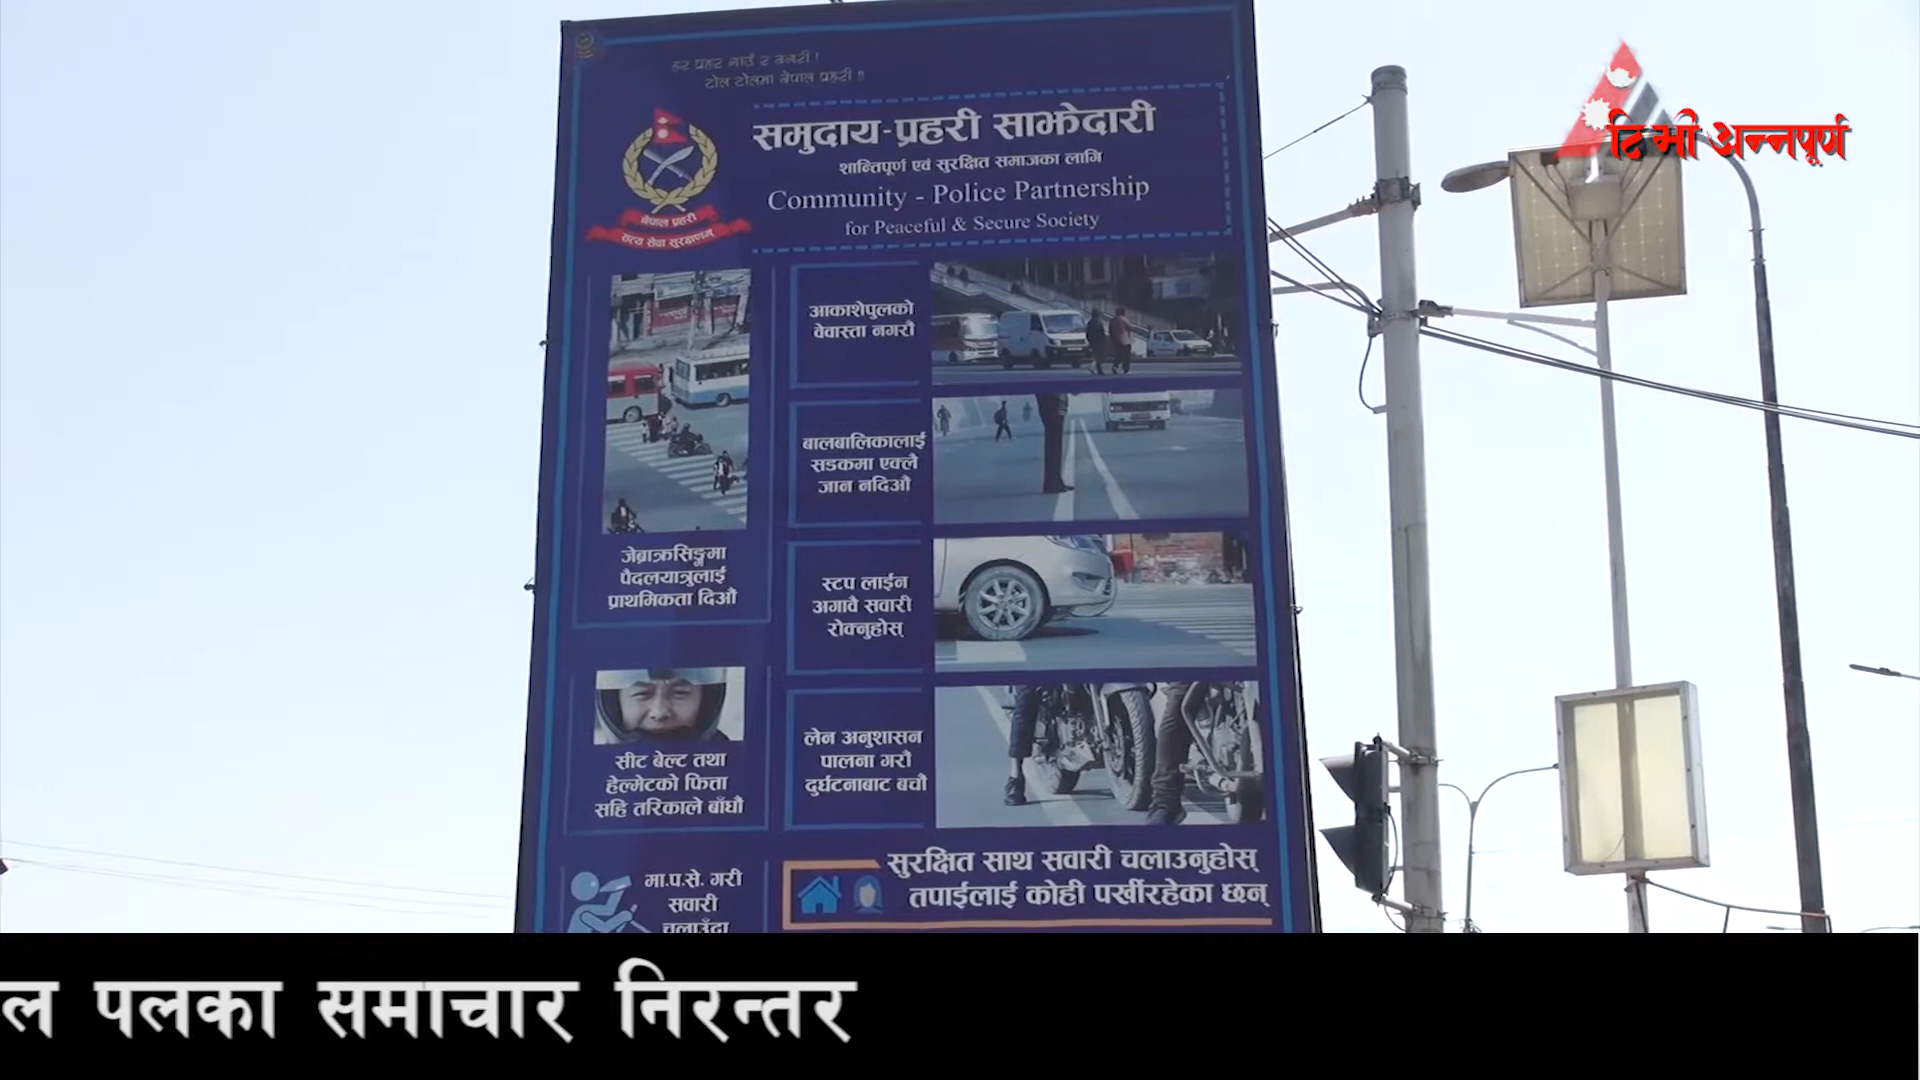 हर प्रहर गाउँ र नगरी !
टोल टोलमा नेपाल प्रहरी !!
समुदाय-प्रहरी साझेदारी
शान्तिपूर्ण एवं सुरक्षित समाजका लागि
Community - Police Partnership
for Peaceful & Secure Society
नेपाल प्रहरी
सत्य सेवा सुरक्षणम्
टिभी अन्नपूर्ण
जेब्राक्रसिङ्गमा
पैदलयात्रुलाई
प्राथमिकता दिऔं
सीट बेल्ट तथा
हेल्मेटको फित्ता
सहि तरिकाले बाँधौं
मा.प.से. गरी
सवारी
चलाउँदा
आकाशेपुलको
वेवास्ता नगरौं
बालबालिकालाई
सडकमा एक्लै
जान नदिऔं
स्टप लाईन
अगावै सवारी
रोक्नुहोस्
लेन अनुशासन
पालना गरौं
दुर्घटनाबाट बचौं
सुरक्षित साथ सवारी चलाउनुहोस्
तपाईलाई कोही पर्खीरहेका छन्
ल पलका समाचार निरन्तर